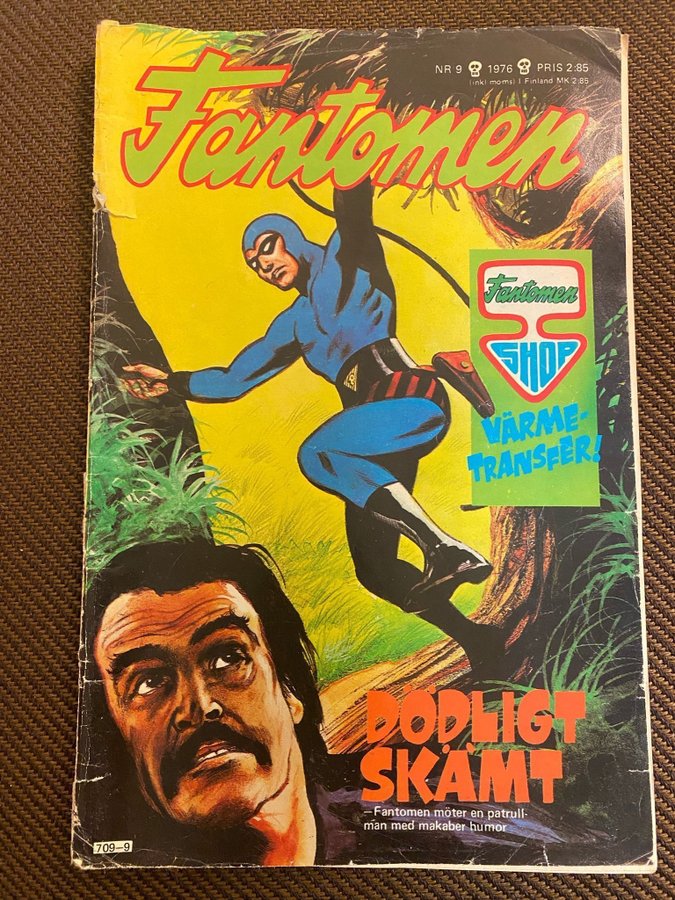 NR 9 1976 PRIS 2:85
(inkl moms) I Finland MK 2:85
Fantomen
Fantomen
SHOP
VÄRME-
TRANSFER!
DÖDLIGT
SKÄMT
—Fantomen möter en patrull-
man med makaber humor
709—9